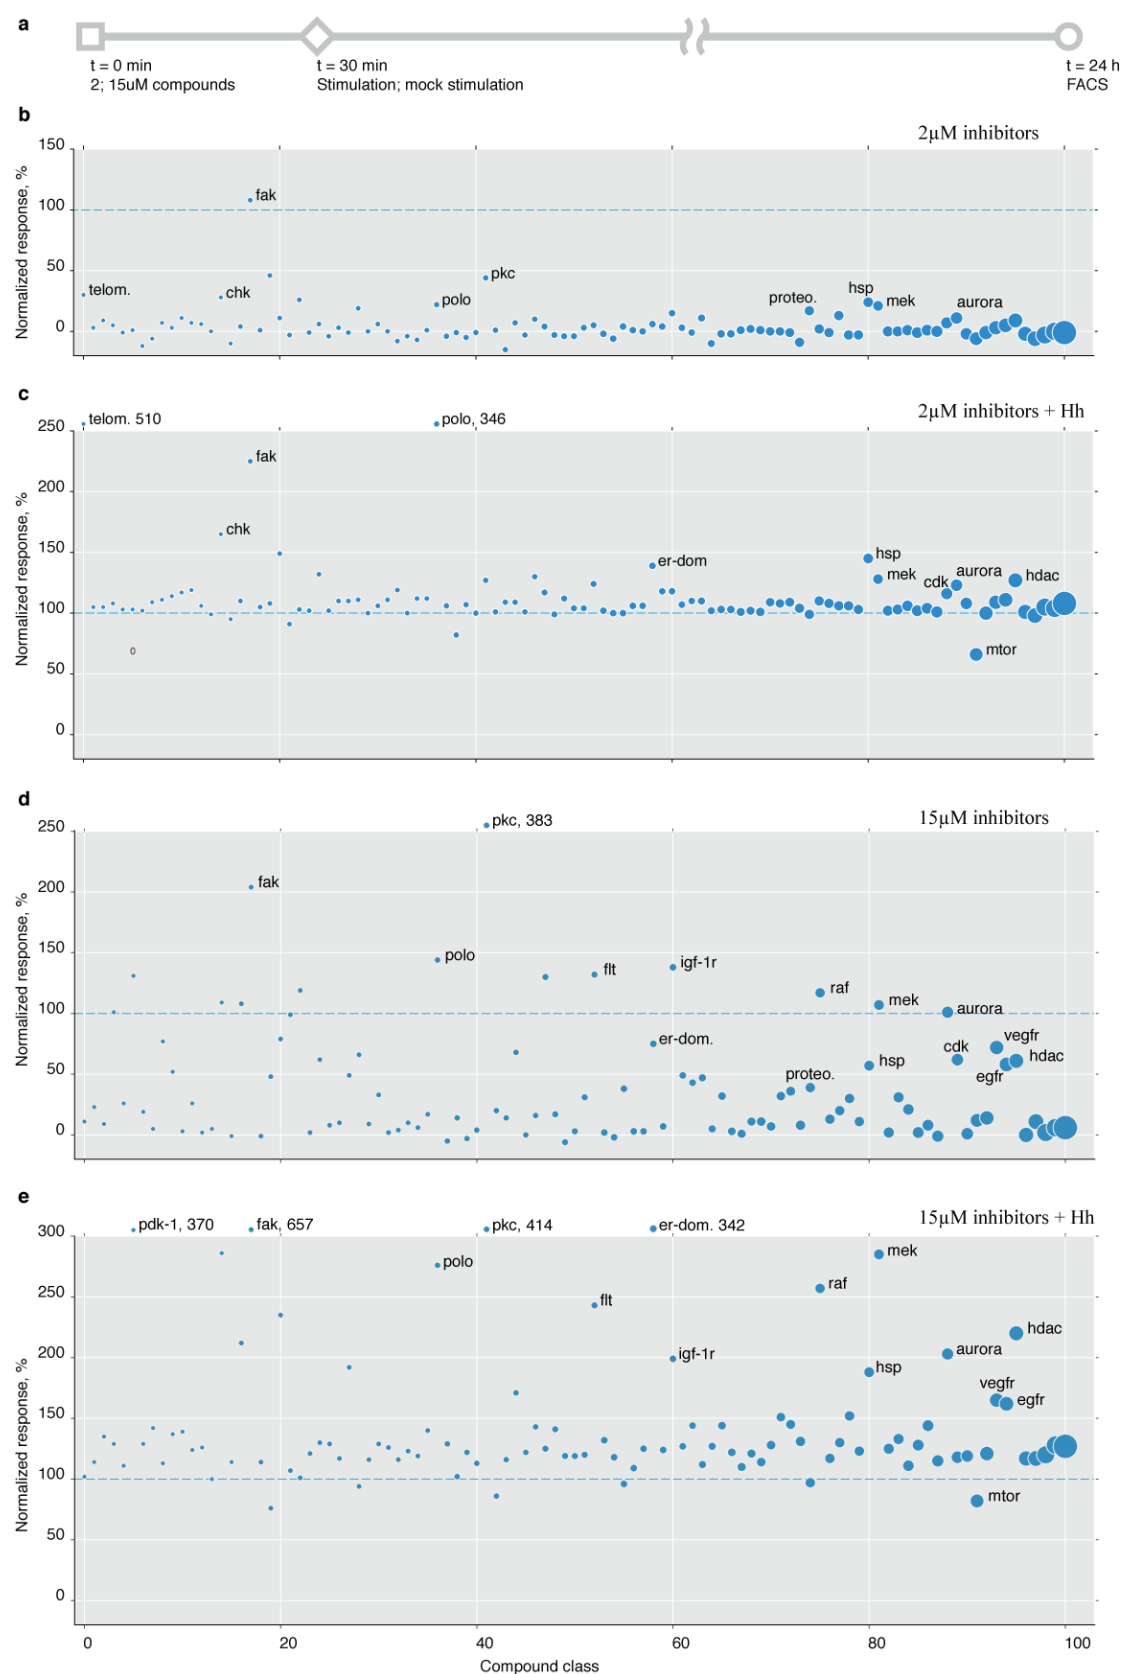 a
t = 0 min
2; 15uM compounds
t = 30 min
Stimulation; mock stimulation
t = 24 h
FACS
b
2µM inhibitors
Normalized response, %
150
100
50
0
telom.
chk
fak
polo
pkc
proteo.
hsp
mek
aurora
c
2µM inhibitors + Hh
Normalized response, %
250
200
150
100
50
0
telom. 510
polo, 346
fak
chk
er-dom
hsp
mek
cdk
aurora
hdac
mtor
0
d
15µM inhibitors
Normalized response, %
250
200
150
100
50
0
pkc, 383
fak
polo
flt
igf-1r
raf
mek
aurora
er-dom.
proteo.
hsp
cdk
vegfr
egfr
hdac
e
15µM inhibitors + Hh
Normalized response, %
300
250
200
150
100
50
0
pdk-1, 370
fak, 657
pkc, 414
er-dom. 342
polo
flt
igf-1r
raf
mek
hsp
aurora
hdac
vegfr
egfr
mtor
0
20
40
60
80
100
Compound class